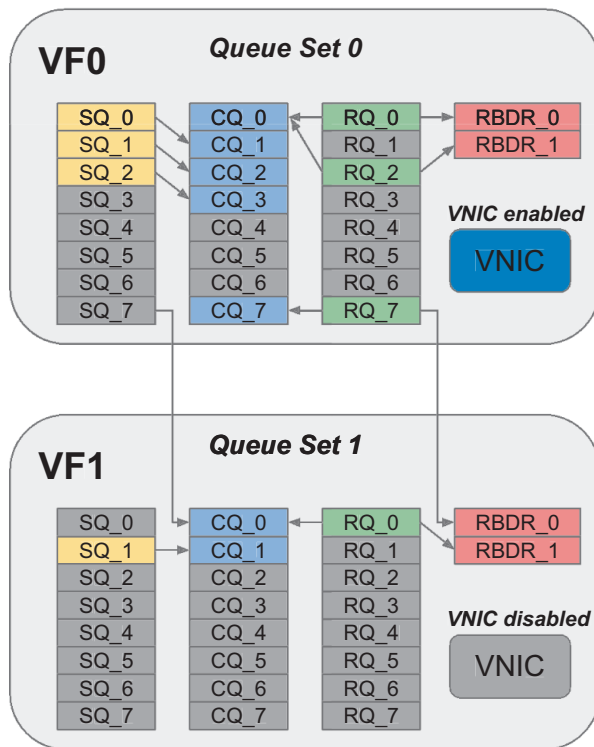 Queue Set 0
VF0
SQ_0 CQ_0 RQ_0 RBDR_0
SQ_1 CQ_1 RQ_1 RBDR_1
SQ_2 CQ_2 RQ_2
SQ_3 CQ_3 RQ_3
SQ_4 CQ_4 RQ_4
SQ_5 CQ_5 RQ_5
SQ_6 CQ_6 RQ_6
SQ_7 CQ_7 RQ_7
VNIC enabled
VNIC
Queue Set 1
VF1
SQ_0 CQ_0 RQ_0 RBDR_0
SQ_1 CQ_1 RQ_1 RBDR_1
SQ_2 CQ_2 RQ_2
SQ_3 CQ_3 RQ_3
SQ_4 CQ_4 RQ_4
SQ_5 CQ_5 RQ_5
SQ_6 CQ_6 RQ_6
SQ_7 CQ_7 RQ_7
VNIC disabled
VNIC